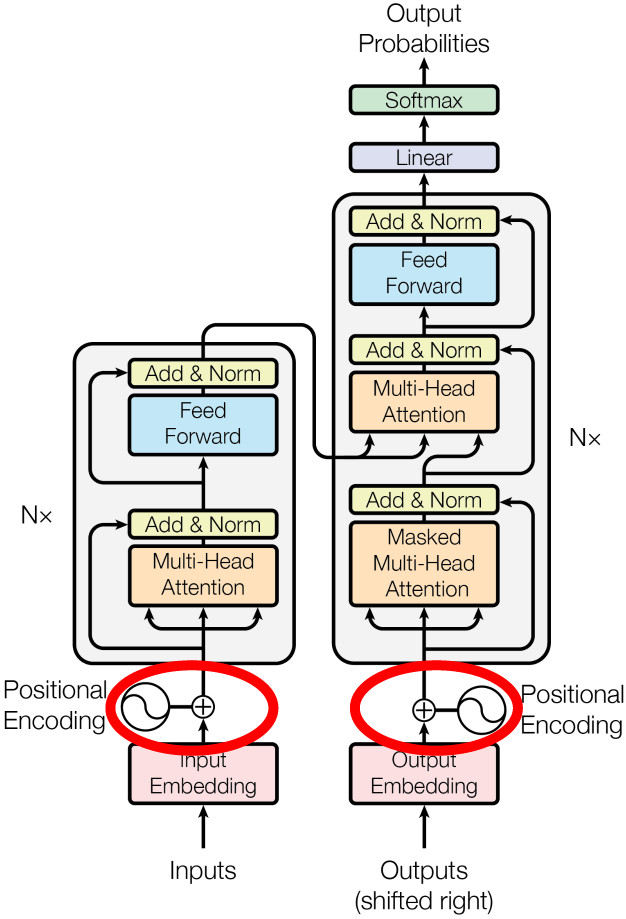 Output
Probabilities
Softmax
Linear
Add & Norm
Feed
Forward
Add & Norm
Multi-Head
Attention
Add & Norm
Masked
Multi-Head
Attention
Nx
Add & Norm
Feed
Forward
Add & Norm
Multi-Head
Attention
N×
Positional
Encoding
Positional
Encoding
Input
Embedding
Output
Embedding
Inputs
Outputs
(shifted right)